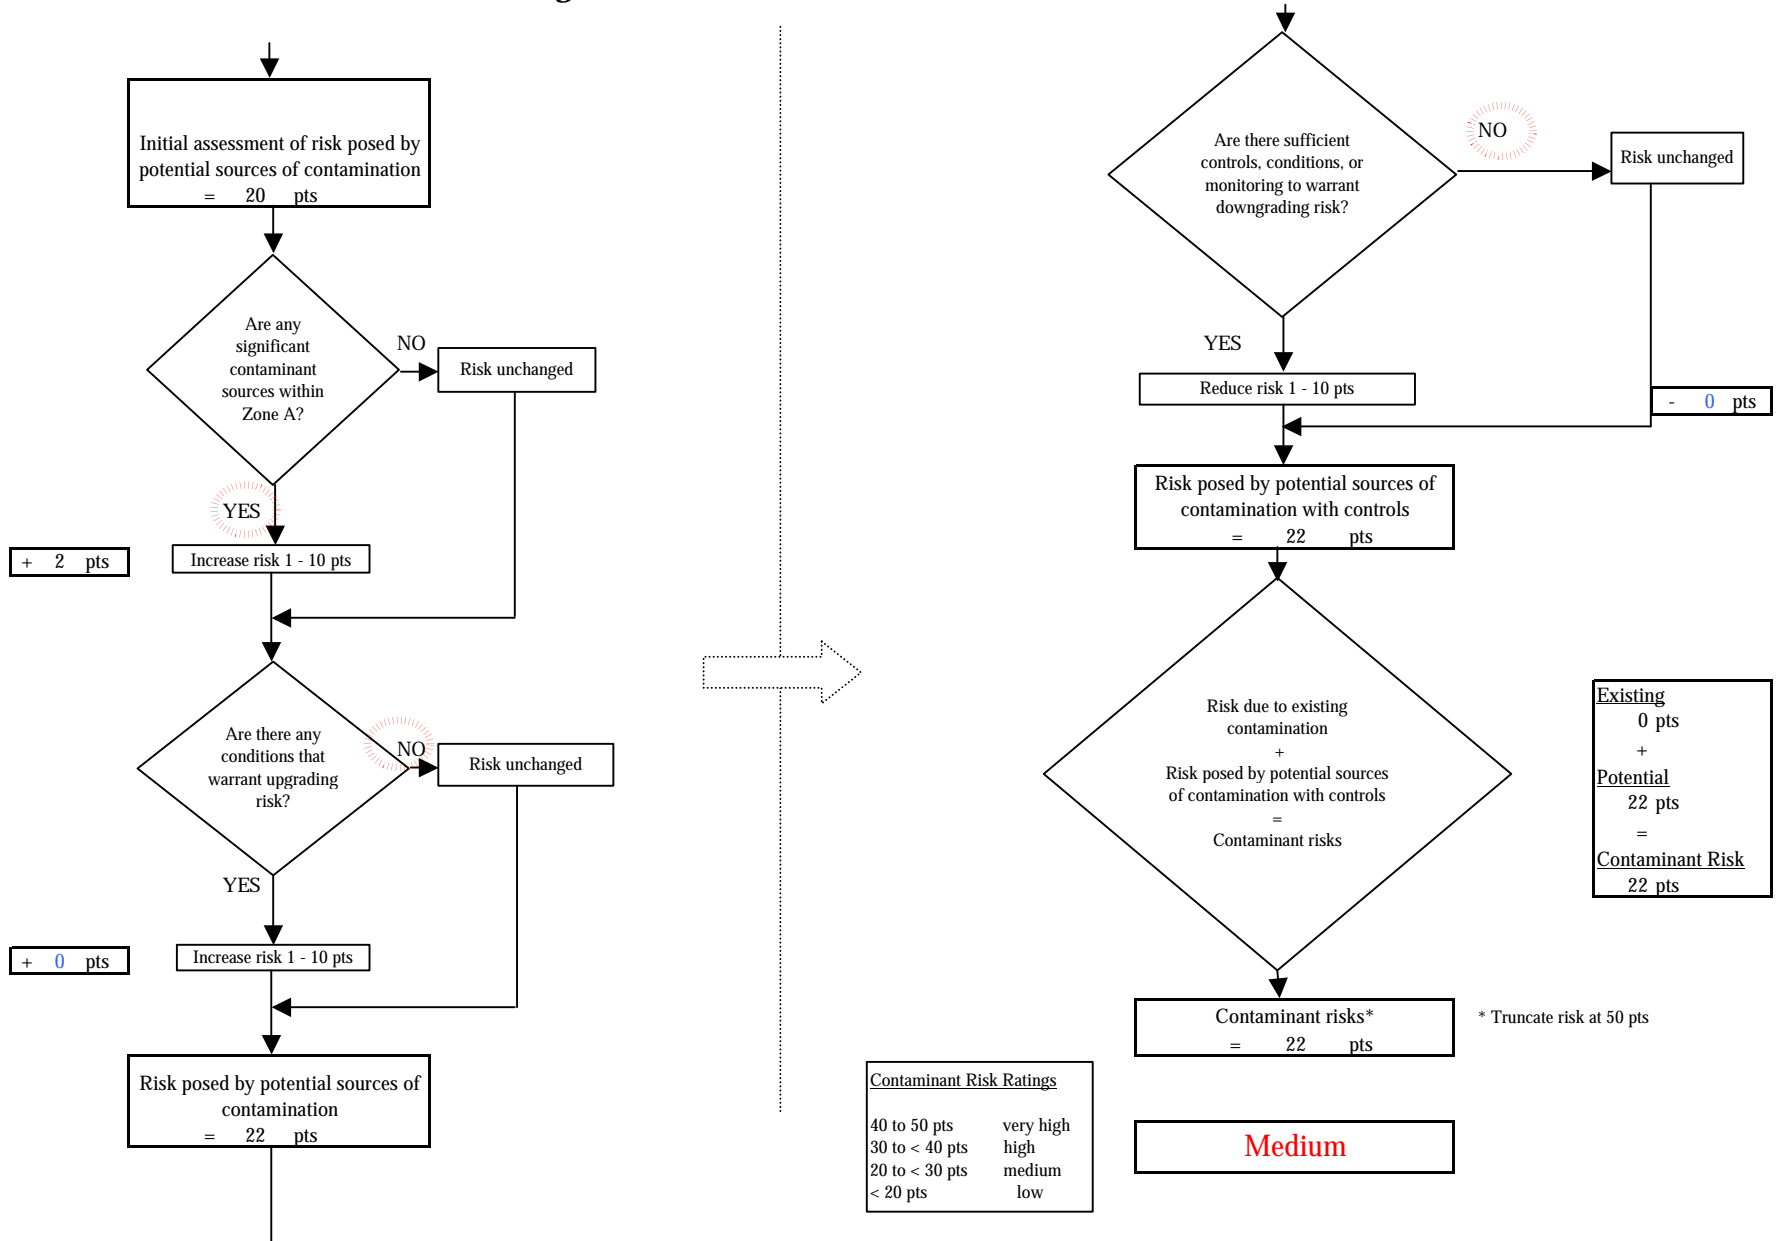 Initial assessment of risk posed by
potential sources of contamination
= 20 pts
Are any
significant
contaminant
sources within
Zone A?
NO
Risk unchanged
YES
+ 2 pts
Increase risk 1 - 10 pts
Are there any
conditions that
warrant upgrading
risk?
NO
Risk unchanged
YES
+ 0 pts
Increase risk 1 - 10 pts
Risk posed by potential sources of
contamination
= 22 pts
Are there sufficient
controls, conditions, or
monitoring to warrant
downgrading risk?
NO
Risk unchanged
YES
Reduce risk 1 - 10 pts
- 0 pts
Risk posed by potential sources of
contamination with controls
= 22 pts
Risk due to existing
contamination
+
Risk posed by potential sources
of contamination with controls
=
Contaminant risks
Existing
0 pts
+
Potential
22 pts
=
Contaminant Risk
22 pts
Contaminant risks*
= 22 pts
* Truncate risk at 50 pts
Contaminant Risk Ratings
40 to 50 pts very high
30 to < 40 pts high
20 to < 30 pts medium
< 20 pts low
Medium